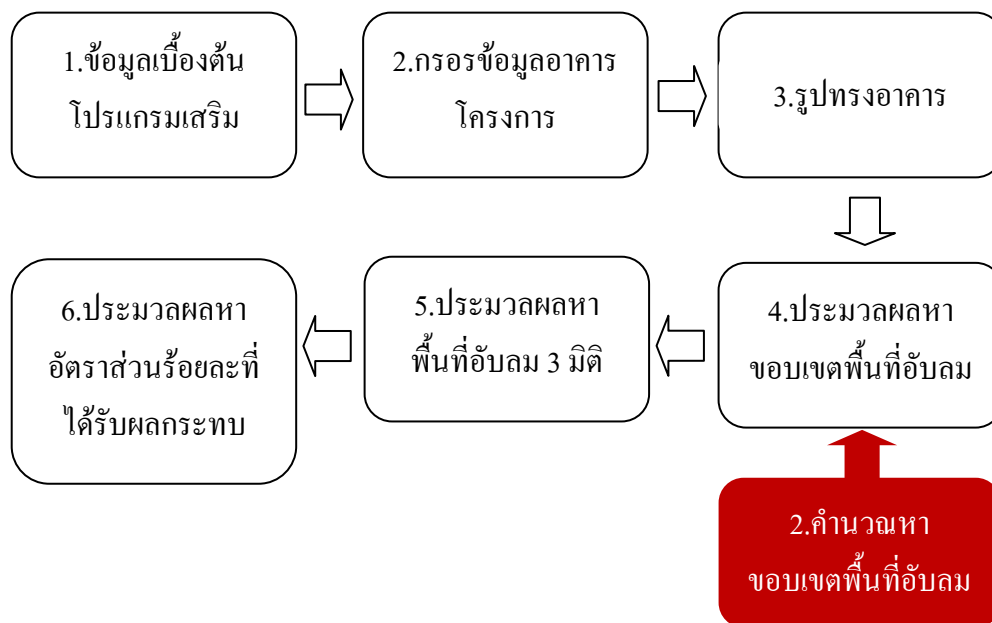 1.ข้อมูลเบื้องต้น
โปรแกรมเสริม
2.กรอรข้อมูลอาคาร
โครงการ
3.รูปทรงอาคาร
4.ประมวลผลหา
ขอบเขตพื้นที่อับลม
5.ประมวลผลหา
พื้นที่อับลม 3 มิติ
6.ประมวลผลหา
อัตราส่วนร้อยละที่
ได้รับผลกระทบ
2.คำนวณหา
ขอบเขตพื้นที่อับลม